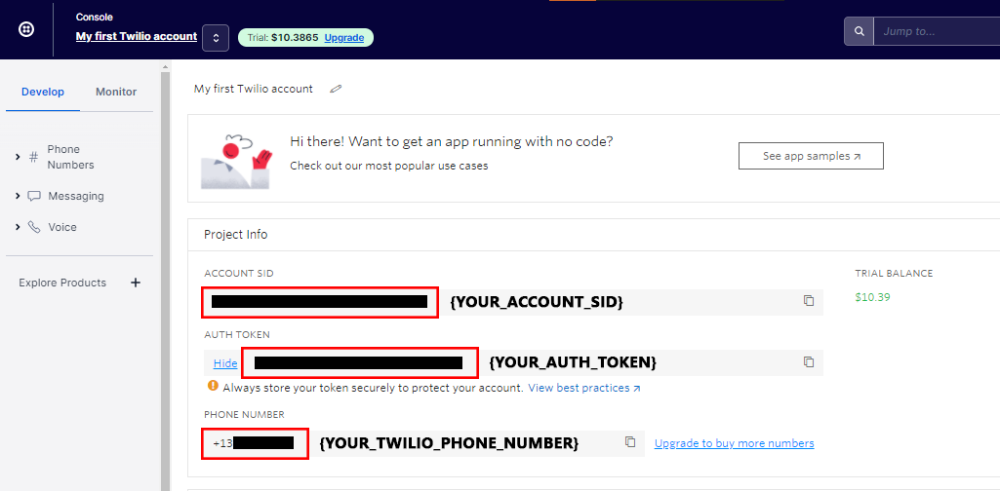 Console
My first Twilio account
Trial: $10.3865 Upgrade
Jump to...
Develop Monitor
My first Twilio account
# Phone Numbers
Messaging
Voice
Explore Products +
Hi there! Want to get an app running with no code?
Check out our most popular use cases
See app samples ↗
Project Info
ACCOUNT SID
{YOUR_ACCOUNT_SID}
TRIAL BALANCE
$10.39
AUTH TOKEN
Hide {YOUR_AUTH_TOKEN}
Always store your token securely to protect your account. View best practices ↗
PHONE NUMBER
+13 {YOUR_TWILIO_PHONE_NUMBER} Upgrade to buy more numbers